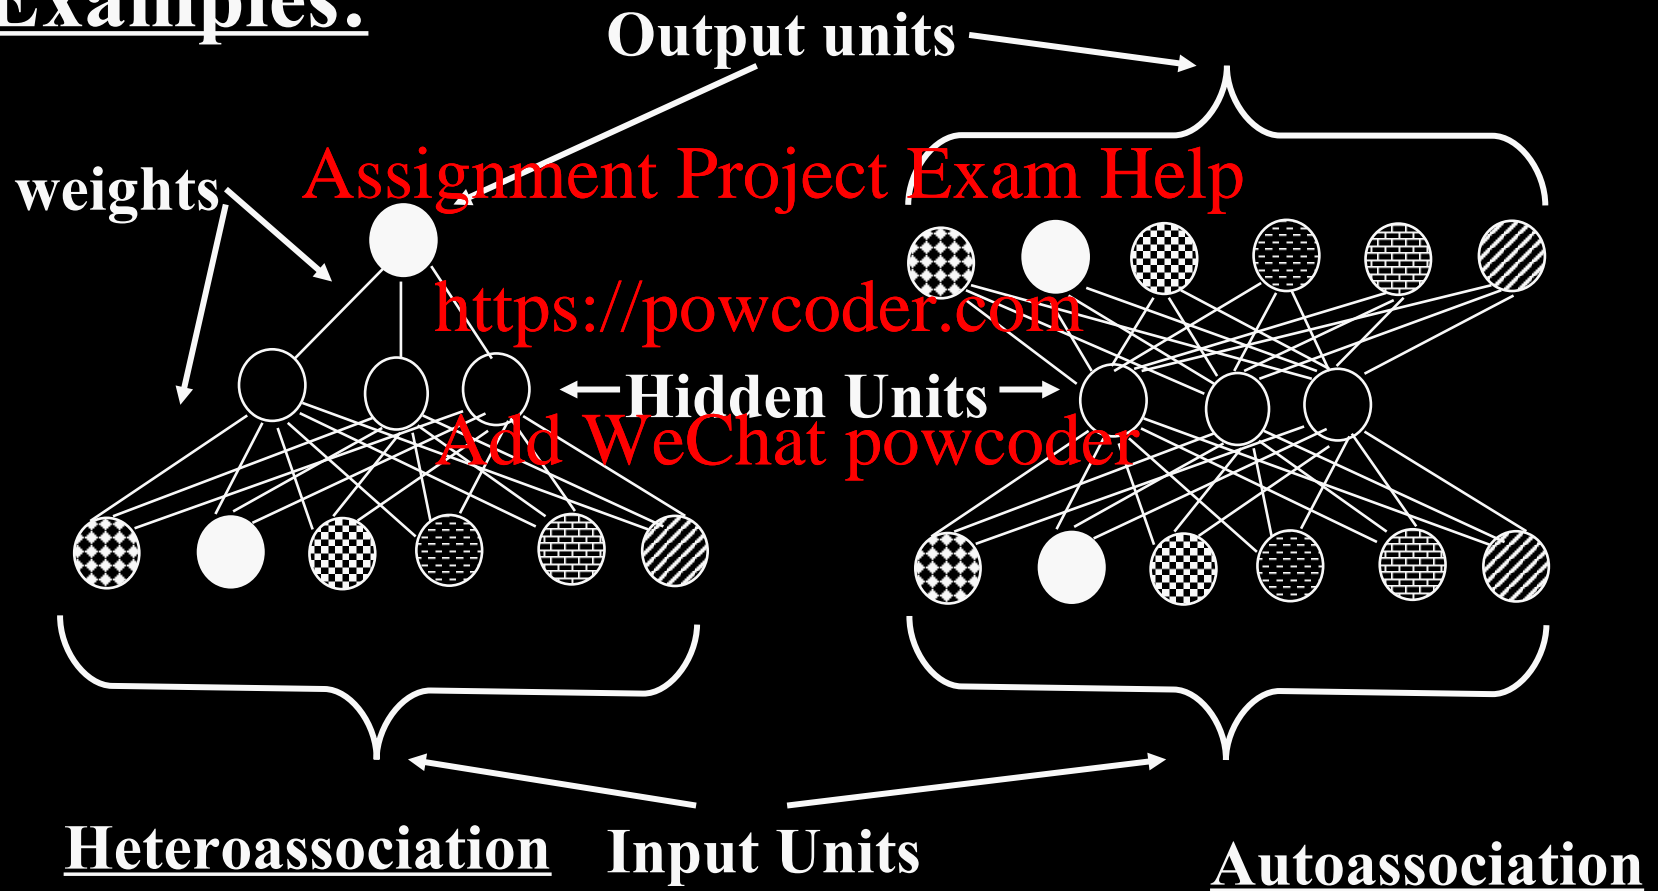 Examples:
Output units
weights
Assignment Project Exam Help
https://powcoder.com
Hidden Units
Add WeChat powcoder
Heteroassociation
Input Units
Autoassociation